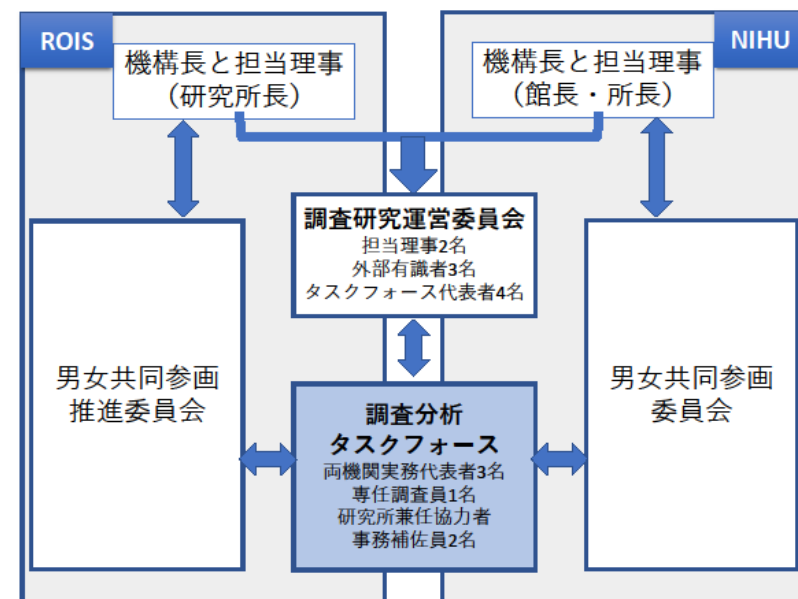 ROIS
NIHU
機構長と担当理事
（研究所長）
機構長と担当理事
（館長・所長）
調査研究運営委員会
担当理事2名
外部有識者3名
タスクフォース代表者4名
男女共同参画
推進委員会
調査分析
タスクフォース
両機関実務代表者3名
専任調査員1名
研究所兼任協力者
事務補佐員2名
男女共同参画
委員会